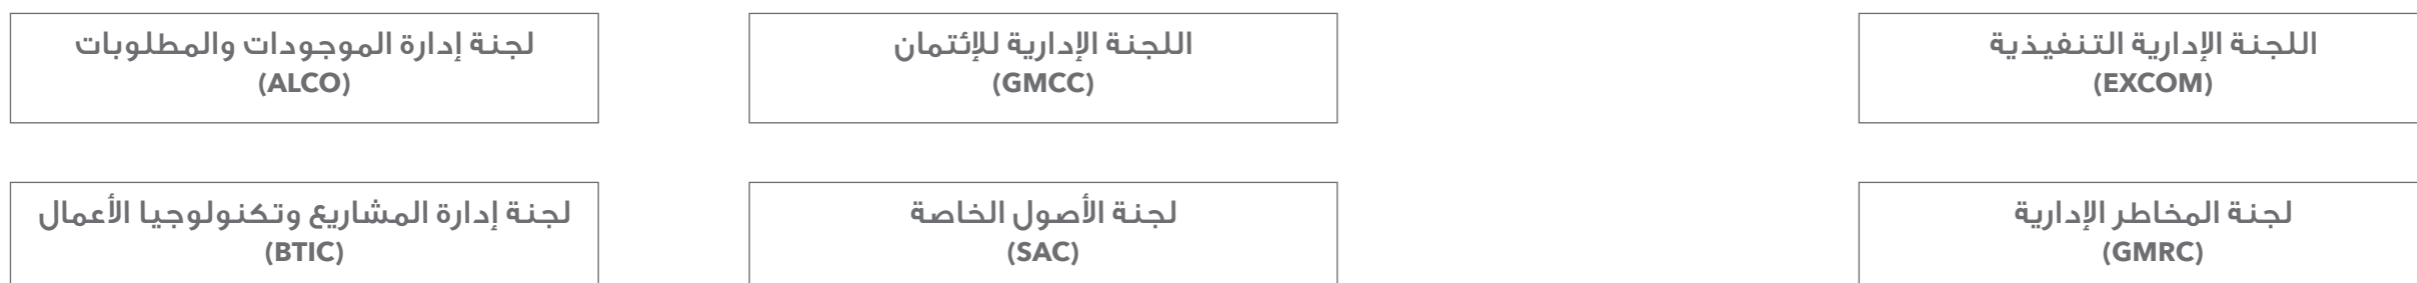 اللجنة الإدارية التنفيذية
(EXCOM)
اللجنة الإدارية للإئتمان
(GMCC)
لجنة إدارة الموجودات والمطلوبات
(ALCO)
لجنة المخاطر الإدارية
(GMRC)
لجنة الأصول الخاصة
(SAC)
لجنة إدارة المشاريع وتكنولوجيا الأعمال
(BTIC)